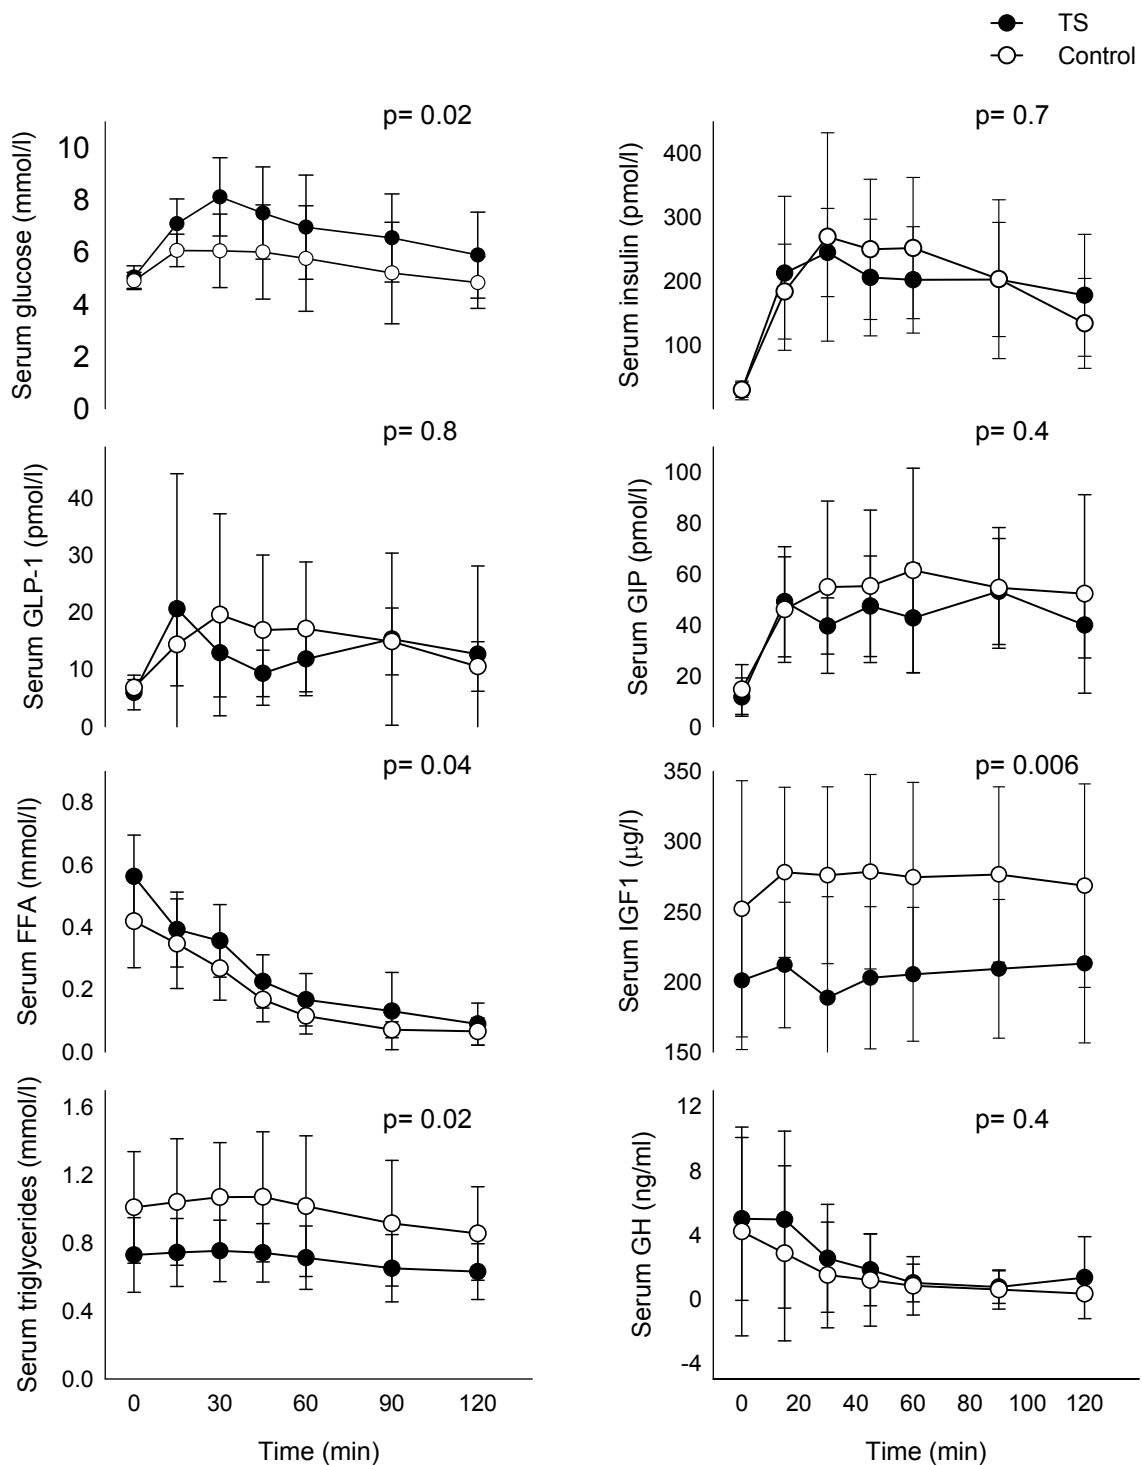 TS
Control
p= 0.02
Serum glucose (mmol/l)
10
8
6
4
2
0
p= 0.7
Serum insulin (pmol/l)
400
300
200
100
p= 0.8
Serum GLP-1 (pmol/l)
40
30
20
10
0
p= 0.4
Serum GIP (pmol/l)
100
80
60
40
20
0
p= 0.04
Serum FFA (mmol/l)
0.8
0.6
0.4
0.2
0.0
p= 0.006
Serum IGF1 (μg/l)
350
300
250
200
150
p= 0.02
Serum triglycerides (mmol/l)
1.6
1.2
0.8
0.4
0.0
0 30 60 90 120
Time (min)
p= 0.4
Serum GH (ng/ml)
12
8
4
0
-4
0 20 40 60 80 100 120
Time (min)